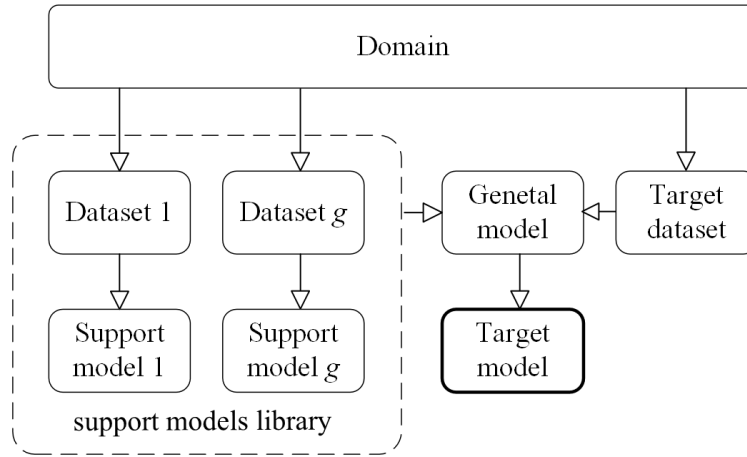 Domain
Dataset 1
Dataset g
Genetal
model
Target
dataset
Support
model 1
Support
model g
Target
model
support models library